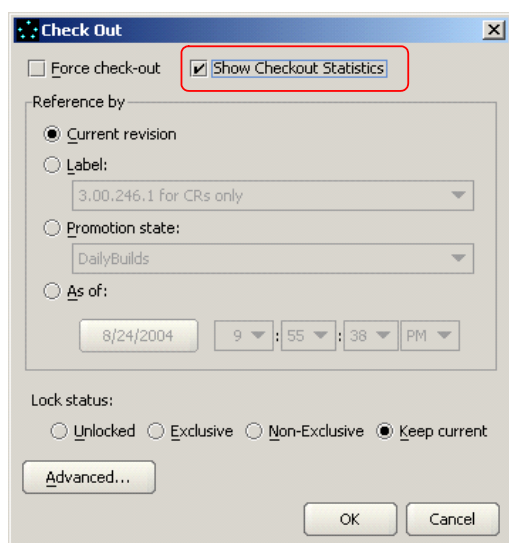 Check Out
Force check-out Show Checkout Statistics
Reference by
Current revision
Label:
3.00.246.1 for CRs only
Promotion state:
DailyBuilds
As of:
8/24/2004 9 : 55 : 38 PM
Lock status:
Unlocked Exclusive Non-Exclusive Keep current
Advanced...
OK Cancel